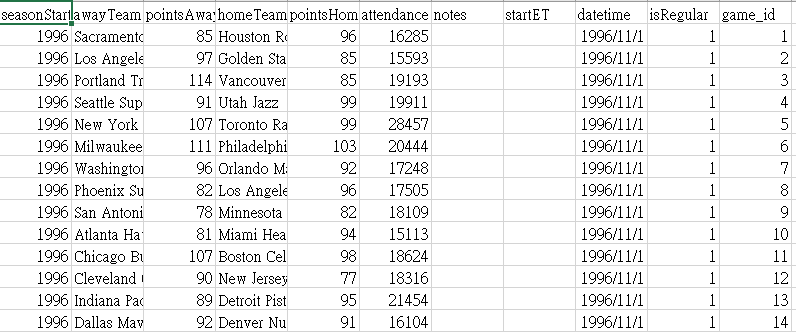 seasonStart awayTeam pointsAway homeTeam pointsHom attendance notes startET datetime isRegular game_id
1996 Sacramento 85 Houston Ro 96 16285 1996/11/1 1 1
1996 Los Angele 97 Golden Sta 85 15593 1996/11/1 1 2
1996 Portland Tr 114 Vancouver 85 19193 1996/11/1 1 3
1996 Seattle Sup 91 Utah Jazz 99 19911 1996/11/1 1 4
1996 New York 107 Toronto Ra 99 28457 1996/11/1 1 5
1996 Milwaukee 111 Philadelphi 103 20444 1996/11/1 1 6
1996 Washington 96 Orlando Ma 92 17248 1996/11/1 1 7
1996 Phoenix Su 82 Los Angele 96 17505 1996/11/1 1 8
1996 San Antoni 78 Minnesota 82 18109 1996/11/1 1 9
1996 Atlanta Ha 81 Miami Hea 94 15113 1996/11/1 1 10
1996 Chicago Bu 107 Boston Cel 98 18624 1996/11/1 1 11
1996 Cleveland 90 New Jersey 77 18316 1996/11/1 1 12
1996 Indiana Pac 89 Detroit Pist 95 21454 1996/11/1 1 13
1996 Dallas Mav 92 Denver Nu 91 16104 1996/11/1 1 14